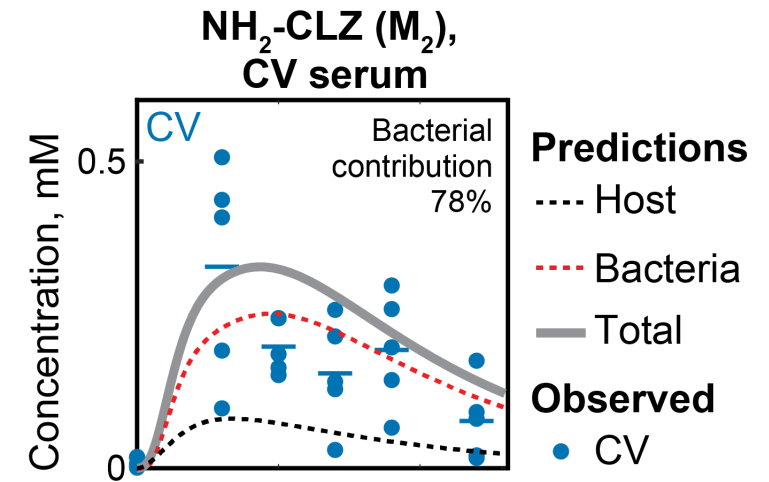 NH₂-CLZ (M₂),
CV serum
CV
Bacterial
contribution
78%
0.5
0
Concentration, mM
Predictions
Host
Bacteria
Total
Observed
CV